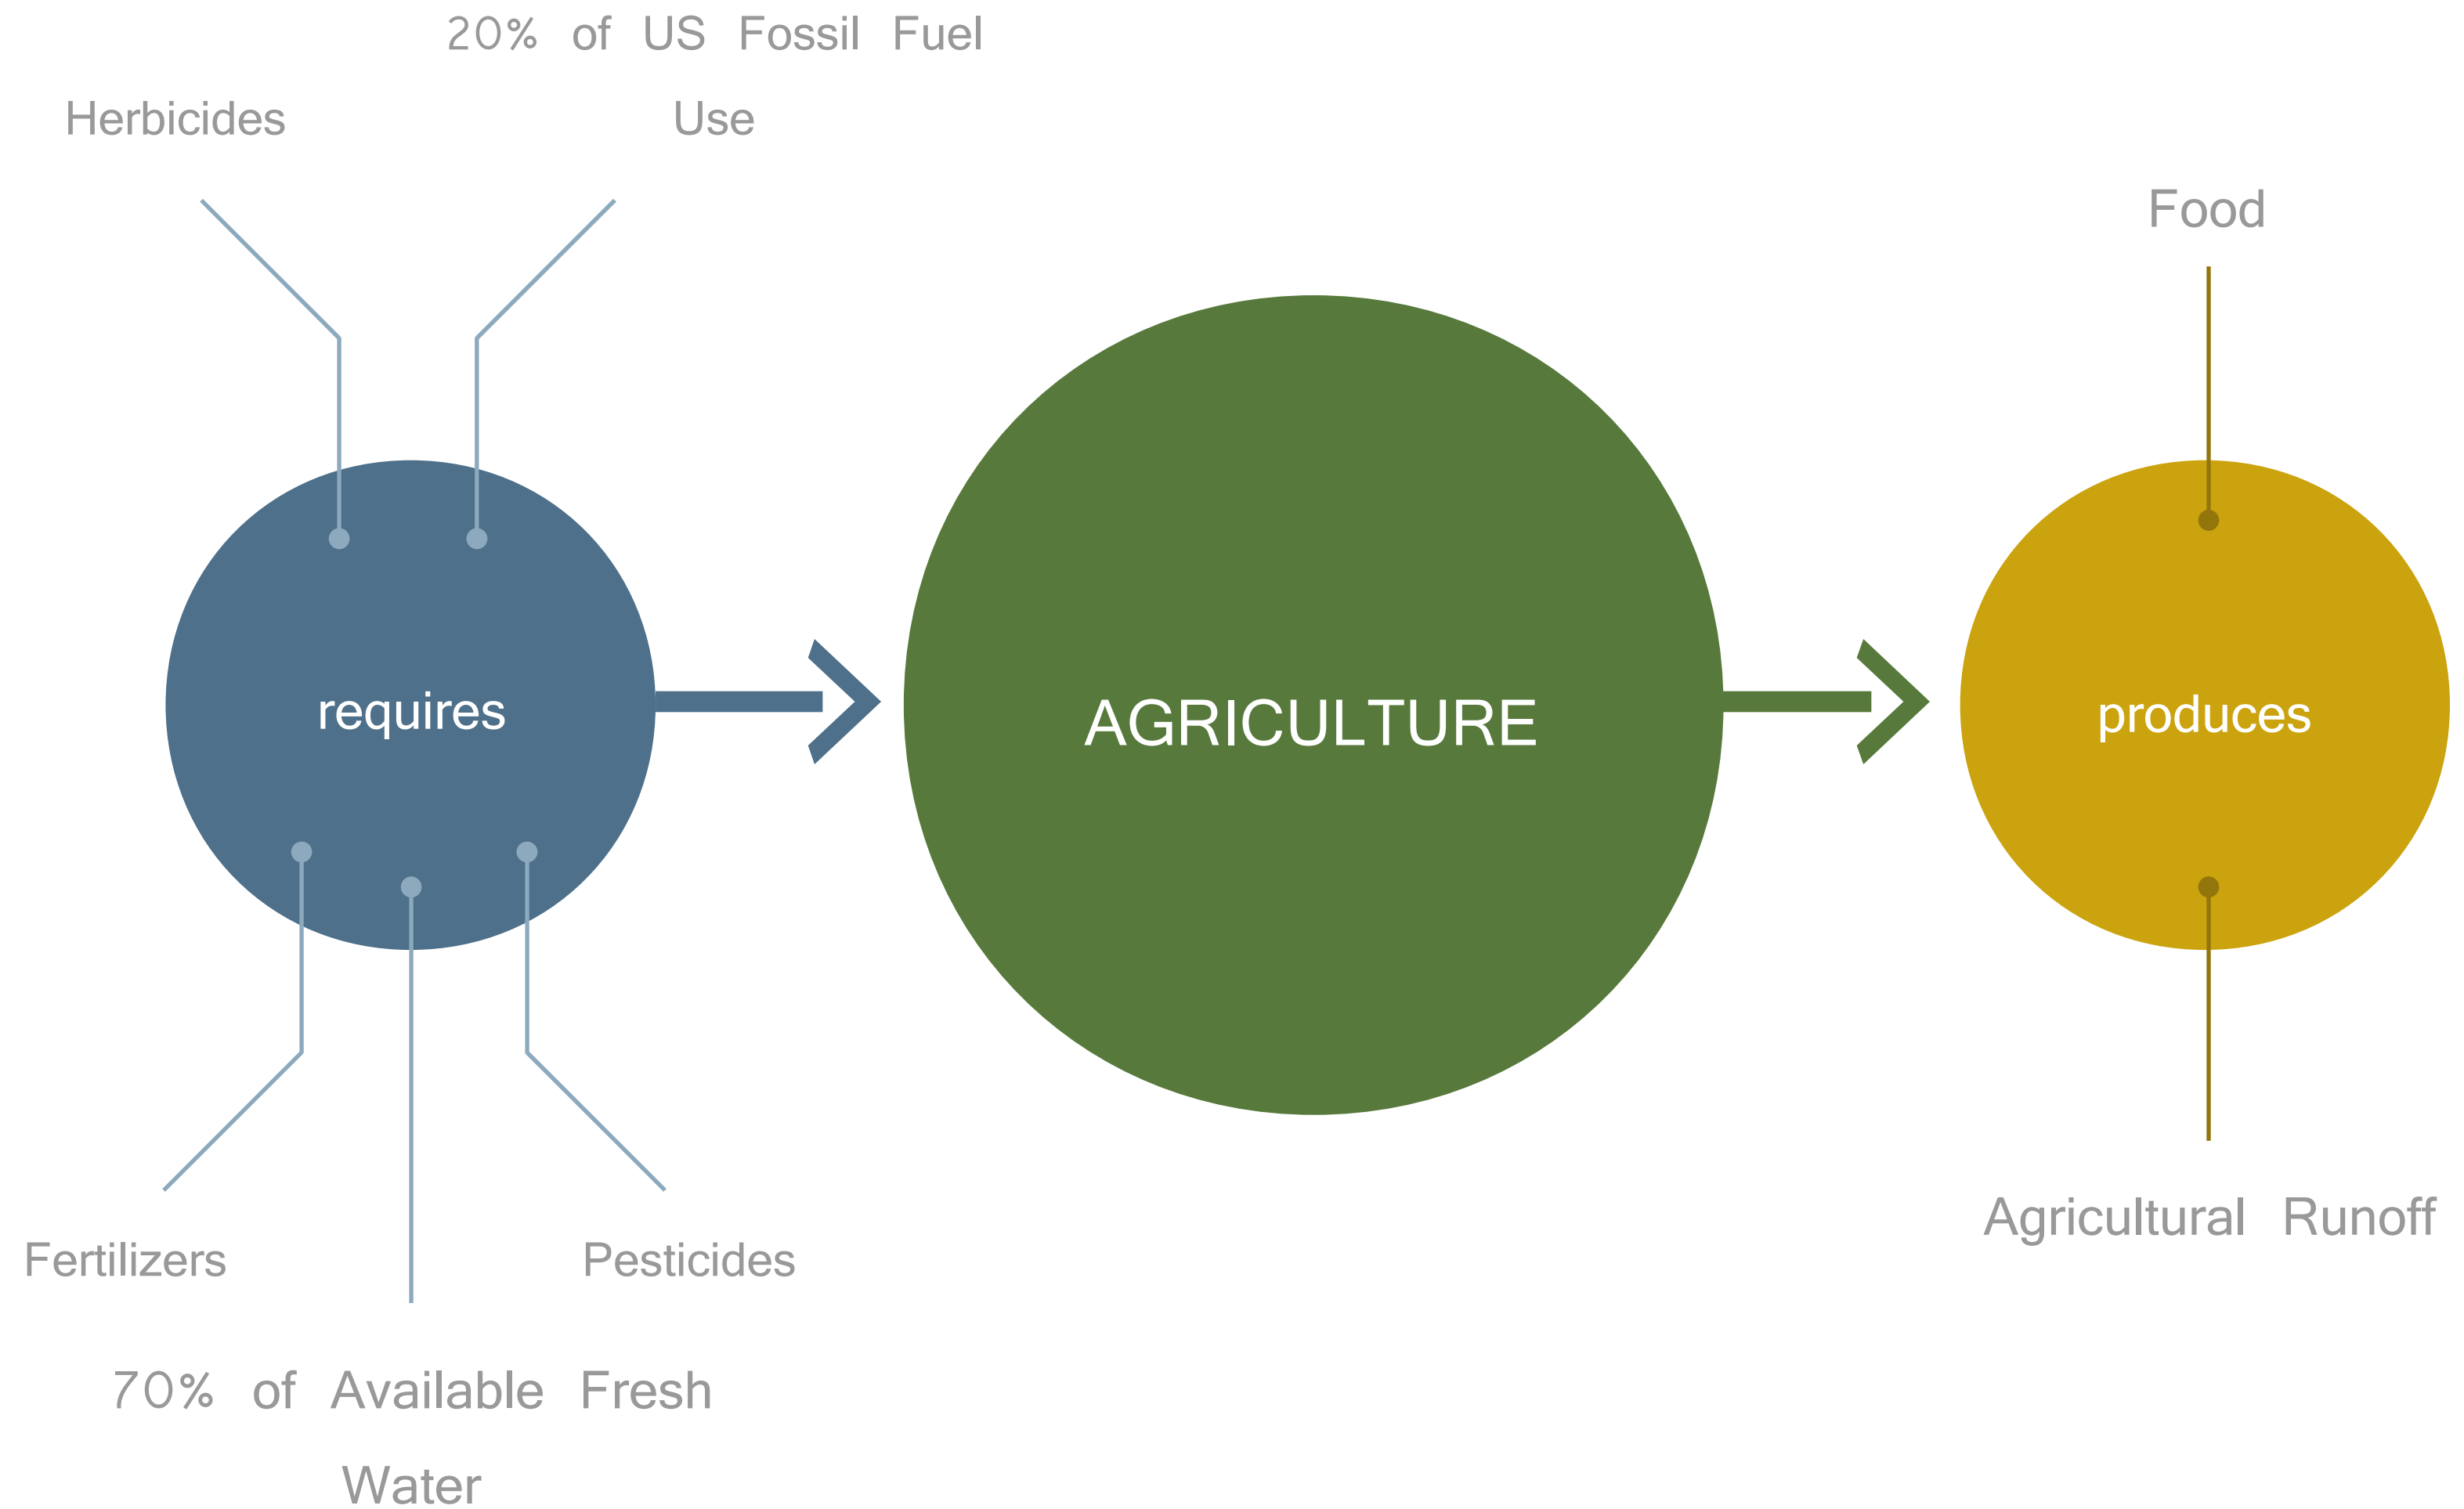 20% of US Fossil Fuel
Use
Herbicides
Food
requires
AGRICULTURE
produces
Agricultural Runoff
Fertilizers
Pesticides
70% of Available Fresh
Water